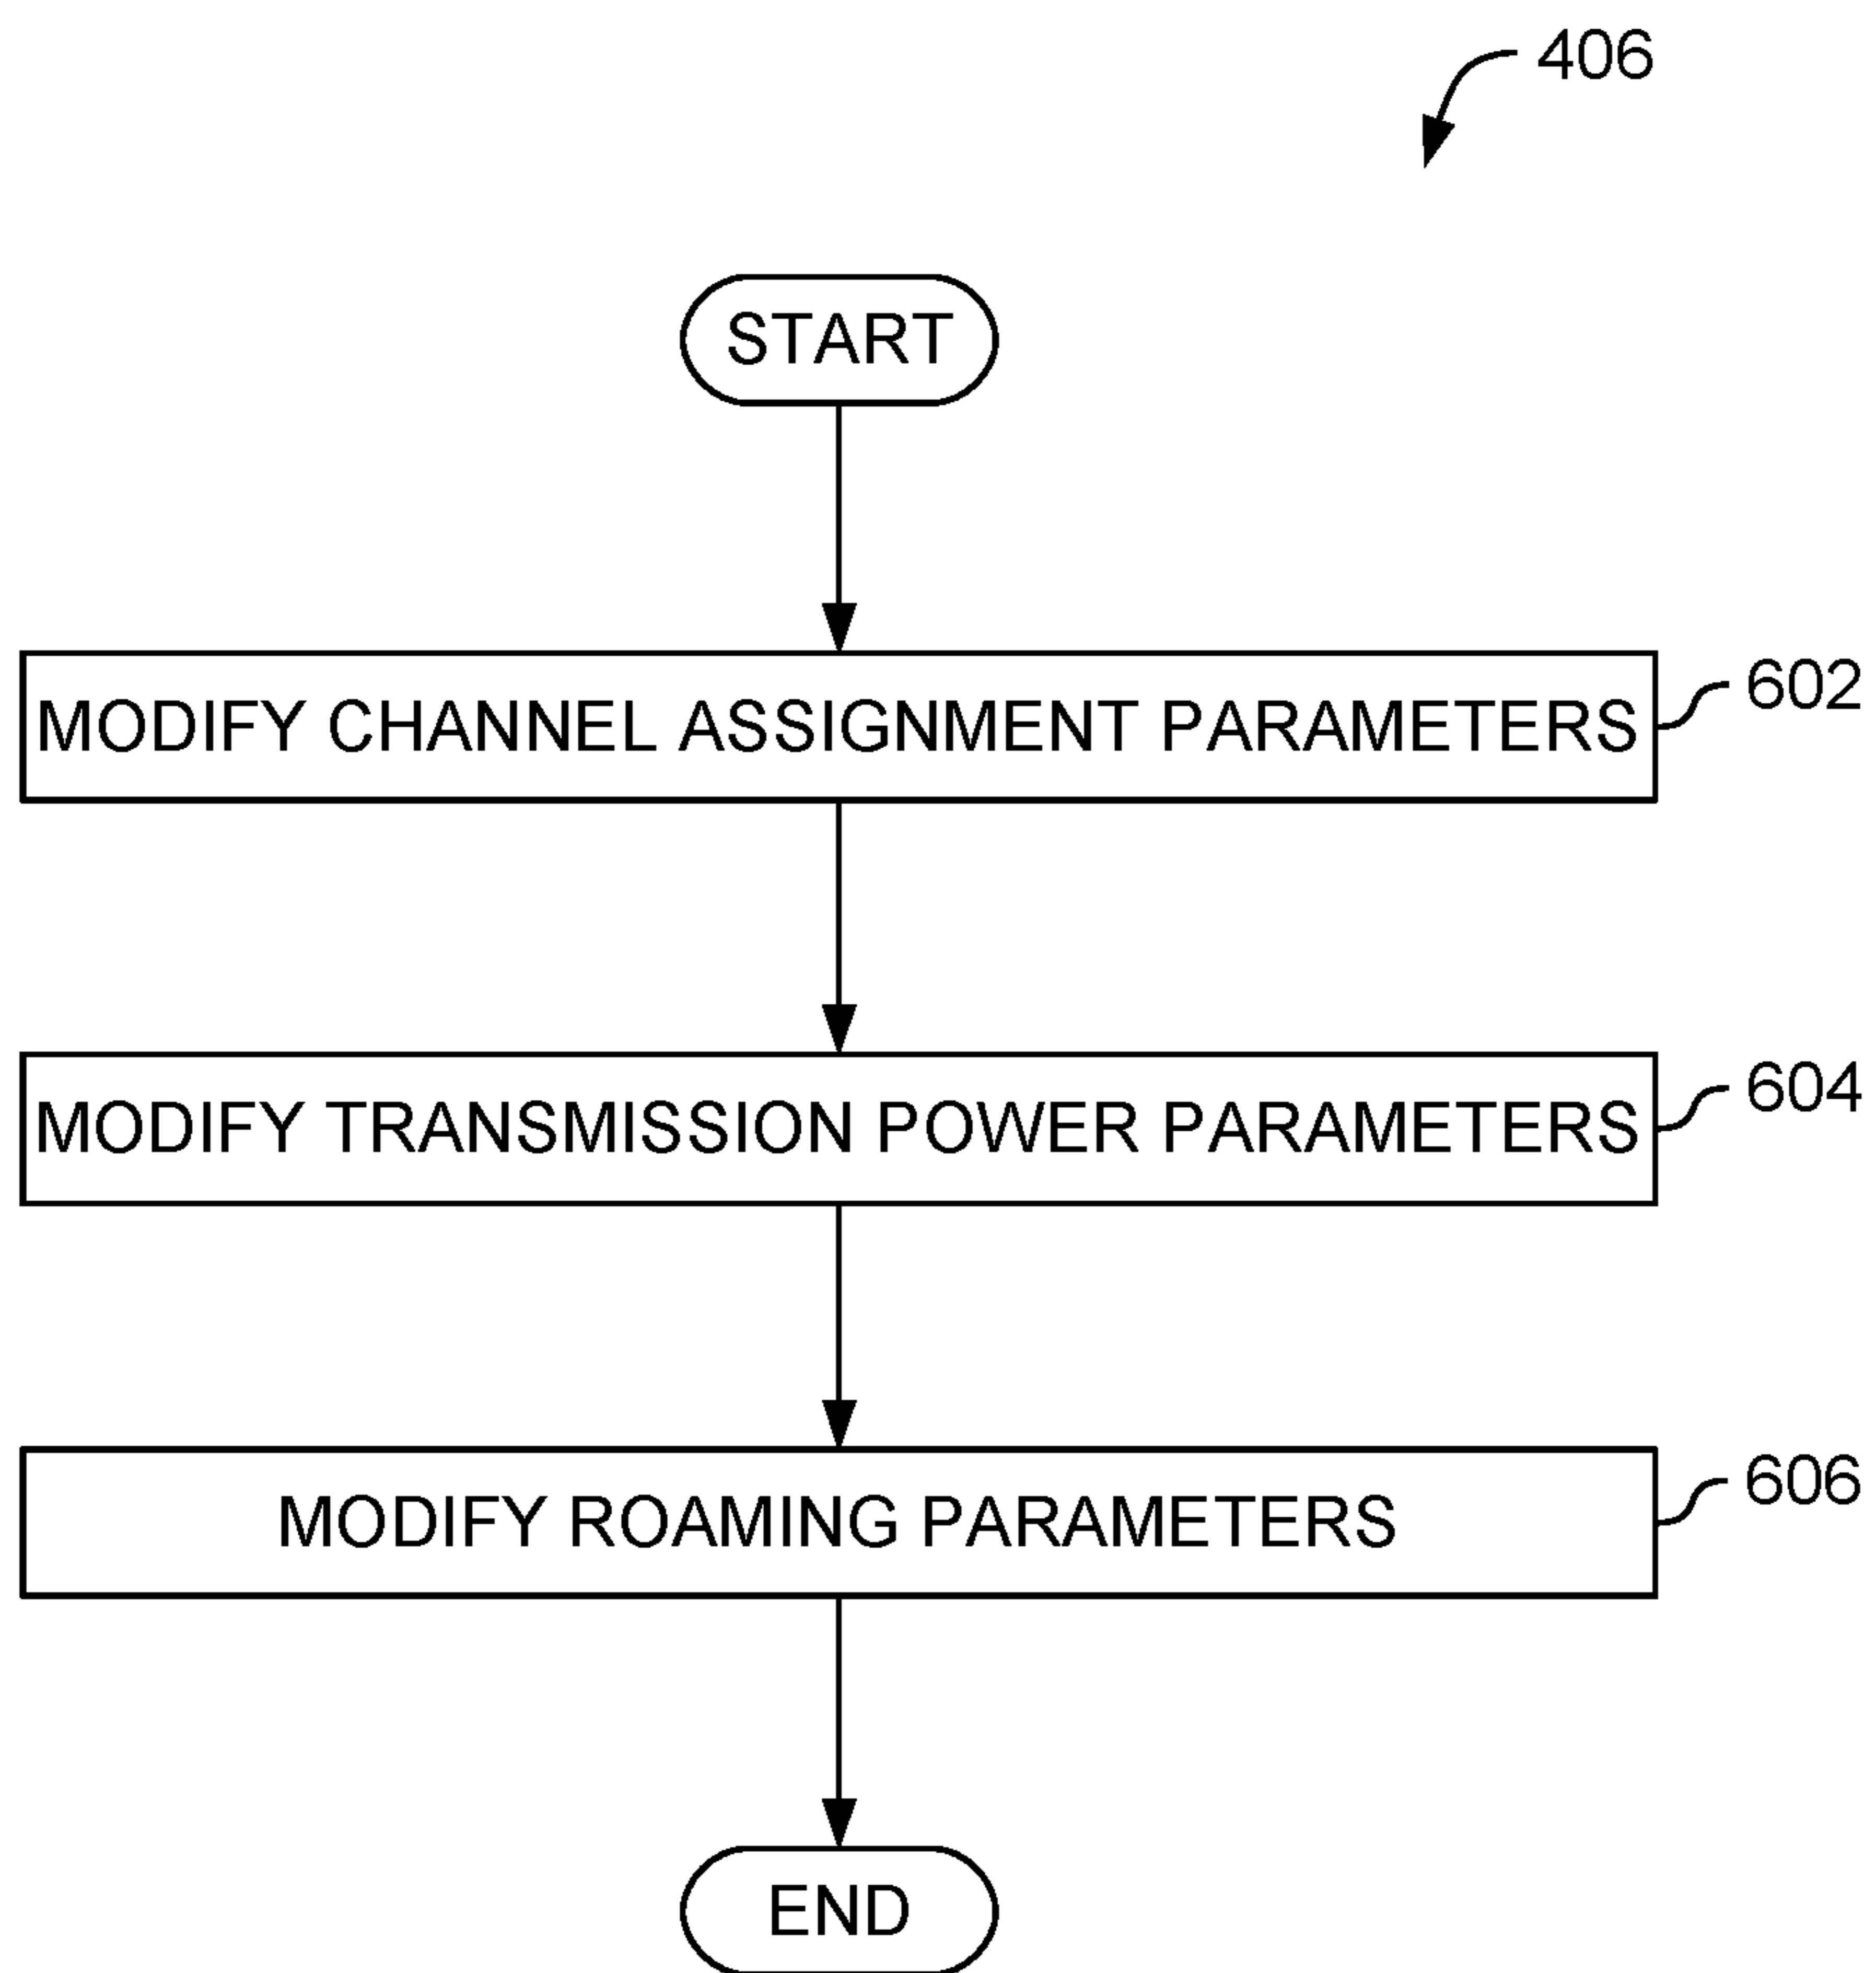 406
START
MODIFY CHANNEL ASSIGNMENT PARAMETERS
602
MODIFY TRANSMISSION POWER PARAMETERS
604
MODIFY ROAMING PARAMETERS
606
END